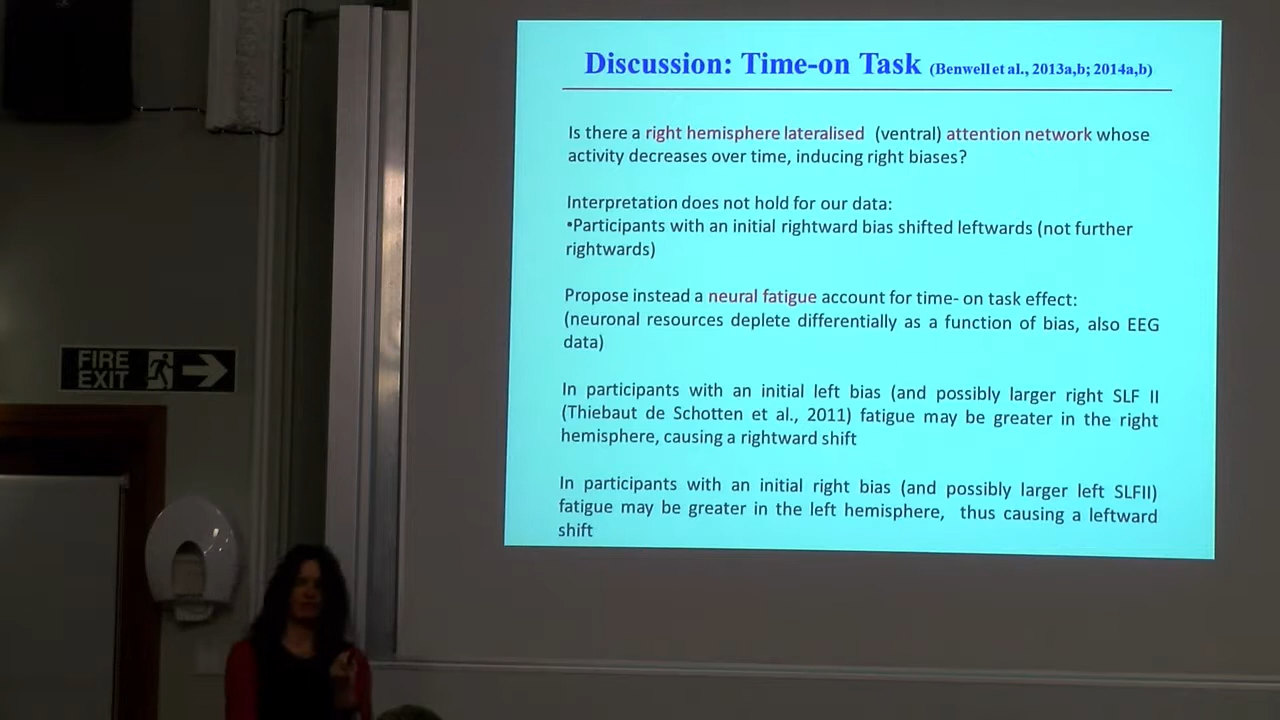 Discussion: Time-on Task (Benwell et al., 2013a,b; 2014a,b)
Is there a right hemisphere lateralised (ventral) attention network whose
activity decreases over time, inducing right biases?
Interpretation does not hold for our data:
•Participants with an initial rightward bias shifted leftwards (not further
rightwards)
Propose instead a neural fatigue account for time- on task effect:
(neuronal resources deplete differentially as a function of bias, also EEG
data)
In participants with an initial left bias (and possibly larger right SLF II
(Thiebaut de Schotten et al., 2011) fatigue may be greater in the right
hemisphere, causing a rightward shift
In participants with an initial right bias (and possibly larger left SLFII)
fatigue may be greater in the left hemisphere, thus causing a leftward
shift
FIRE
EXIT